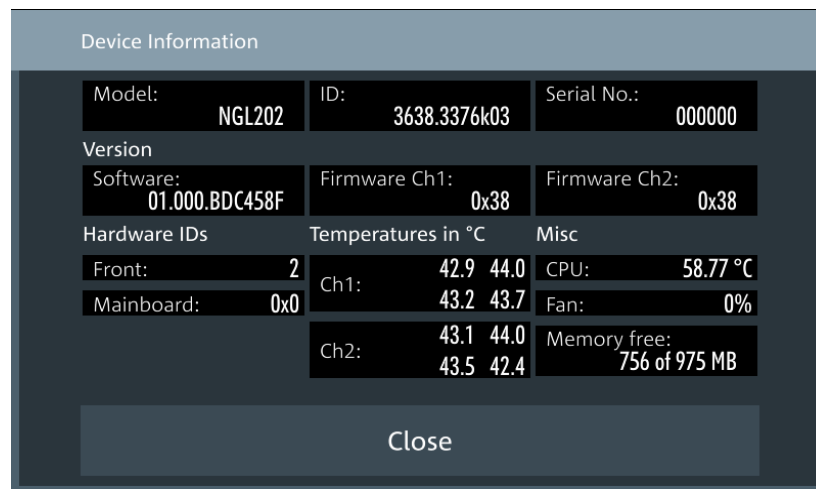 Device Information
Model:
NGL202
ID:
3638.3376k03
Serial No.:
000000
Version
Software:
01.000.BDC458F
Firmware Ch1:
0x38
Firmware Ch2:
0x38
Hardware IDs
Front: 2
Mainboard: 0x0
Temperatures in °C
Ch1:
42.9 44.0
43.2 43.7
Ch2:
43.1 44.0
43.5 42.4
Misc
CPU: 58.77 °C
Fan: 0%
Memory free:
756 of 975 MB
Close